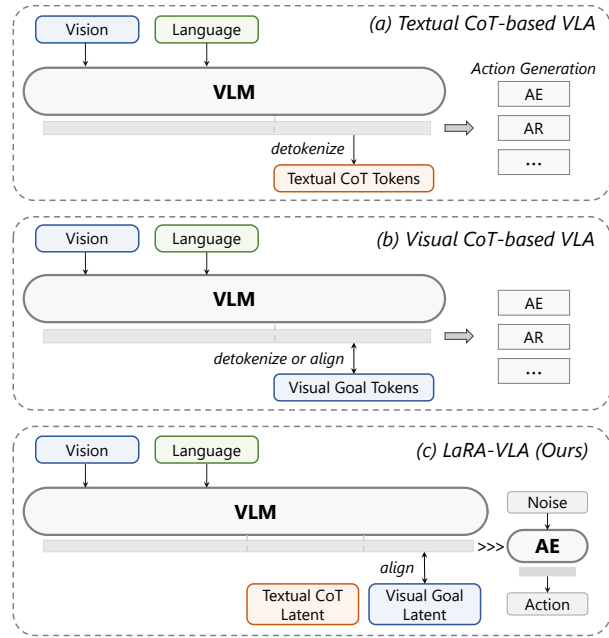 (a) Textual CoT-based VLA
Vision
Language
VLM
Action Generation
AE
AR
...
detokenize
Textual CoT Tokens
(b) Visual CoT-based VLA
Vision
Language
VLM
AE
AR
...
detokenize or align
Visual Goal Tokens
(c) LaRA-VLA (Ours)
Vision
Language
VLM
Noise
>>>
AE
align
Textual CoT
Latent
Visual Goal
Latent
Action